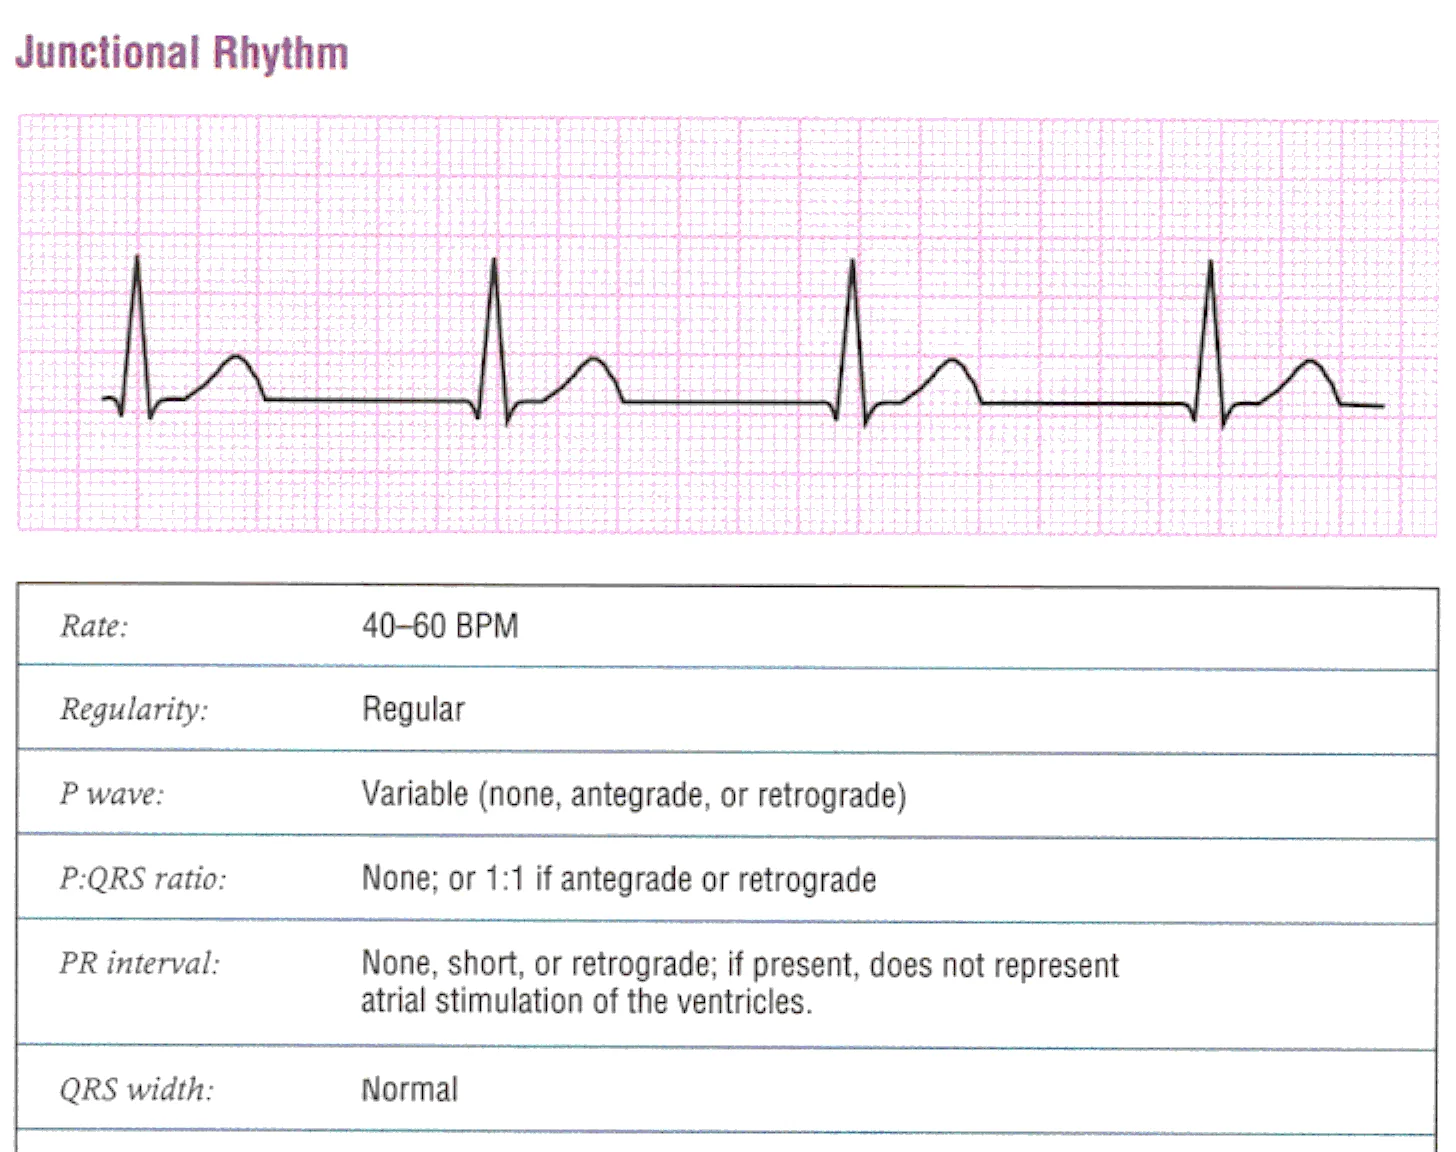 Junctional Rhythm
Rate: 40–60 BPM
Regularity: Regular
P wave: Variable (none, antegrade, or retrograde)
P:QRS ratio: None; or 1:1 if antegrade or retrograde
PR interval: None, short, or retrograde; if present, does not represent
atrial stimulation of the ventricles.
QRS width: Normal